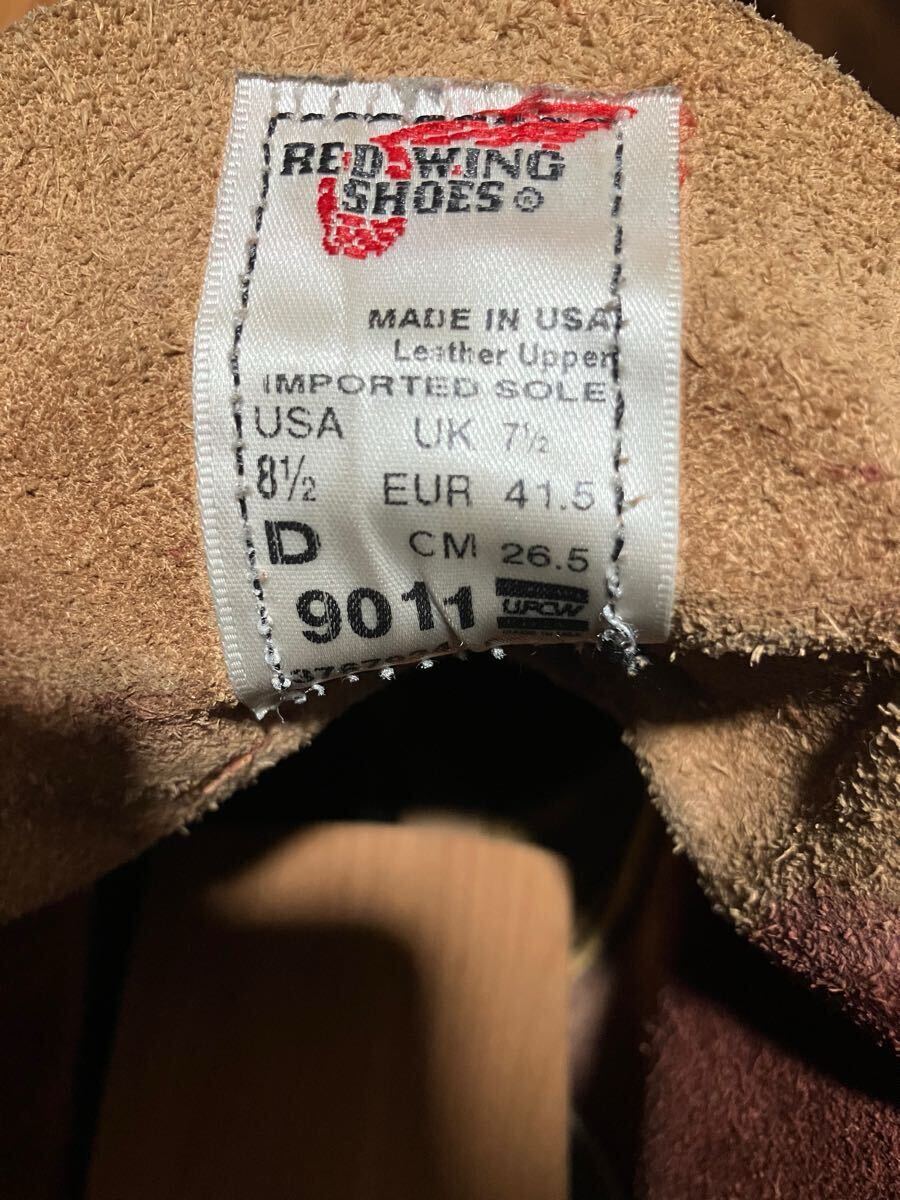 RED WING
SHOES ®
MADE IN USA
Leather Upper
IMPORTED SOLE
USA UK 7½
8½ EUR 41.5
D CM 26.5
9011 UFCW